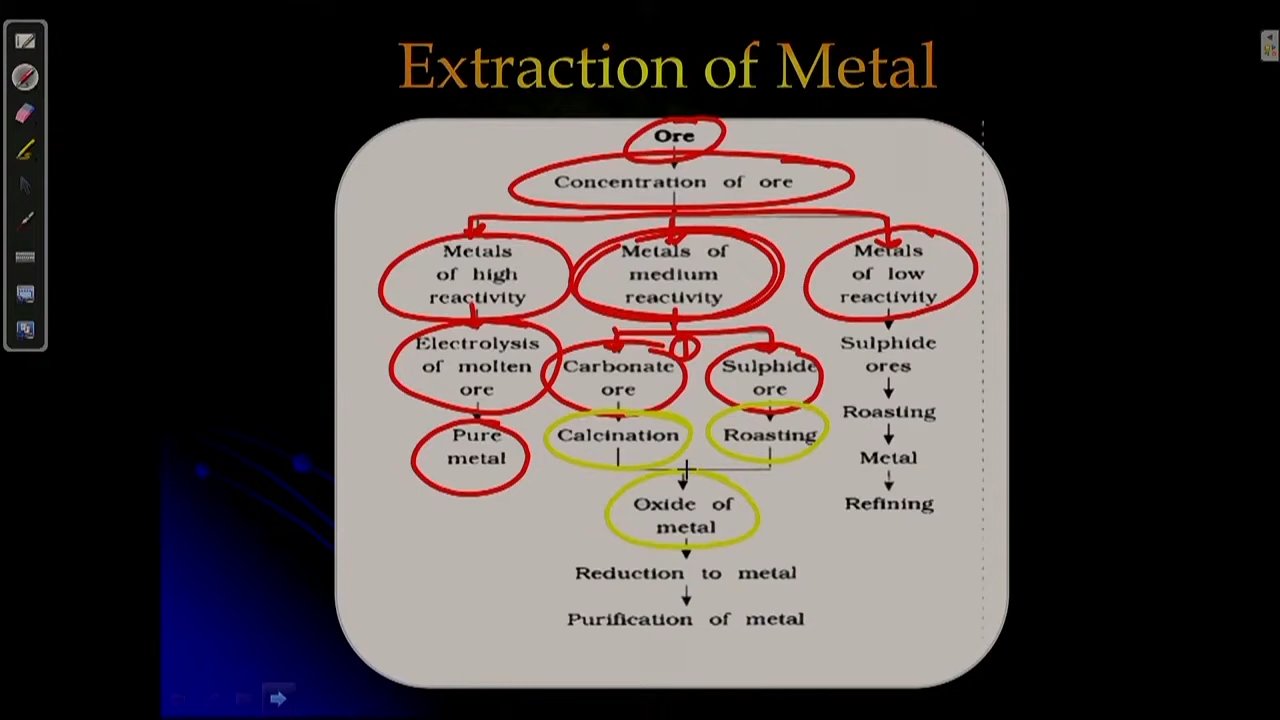 Extraction of Metal
Ore
Concentration of ore
Metals
of high
reactivity
Metals of
medium
reactivity
Metals
of low
reactivity
Electrolysis
of molten
ore
Carbonate
ore
Sulphide
ore
Sulphide
ores
Pure
metal
Calcination
Roasting
Roasting
Metal
Oxide of
metal
Refining
Reduction to metal
Purification of metal